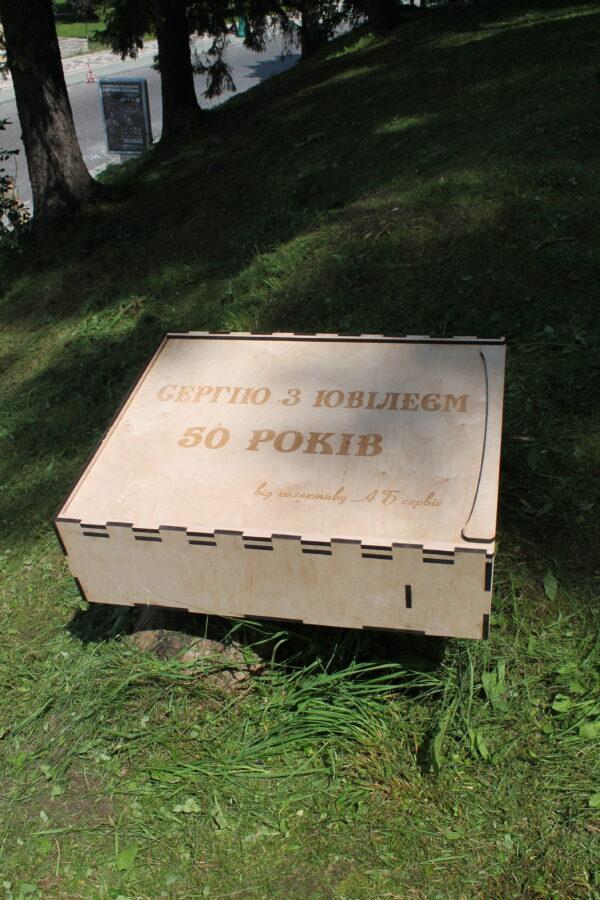 СЕРГІЮ З ЮВІЛЕЄМ
50 РОКІВ
від колективу А Б сервіс